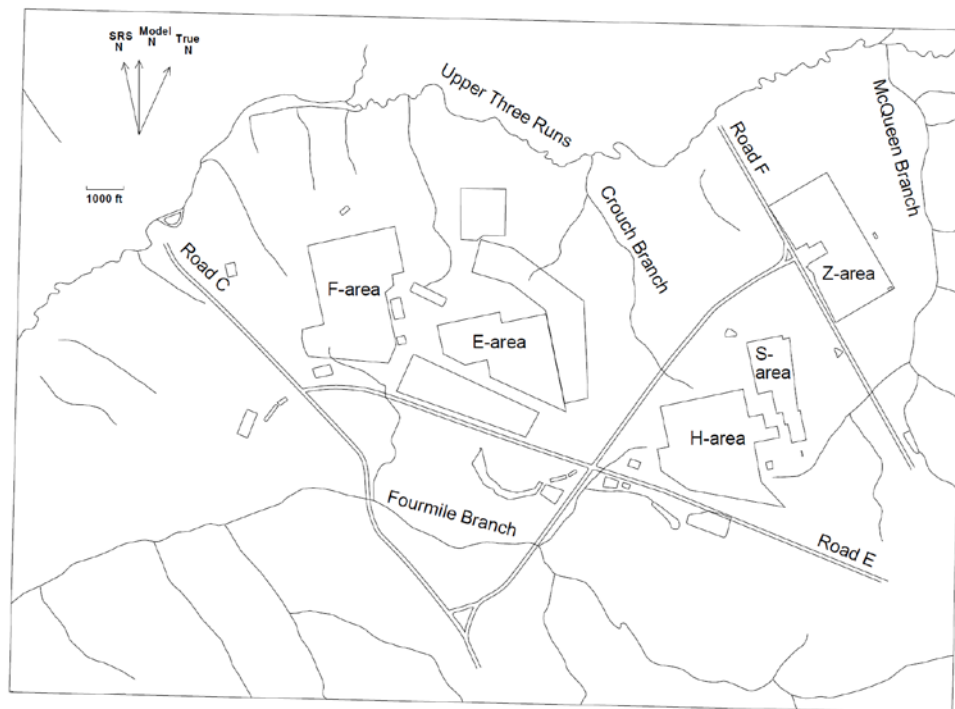 SRS Model True
N N N
Upper Three Runs
McQueen Branch
Road F
1000 ft
Crouch Branch
Road C
F-area
Z-area
E-area
S-
area
H-area
Fourmile Branch
Road E